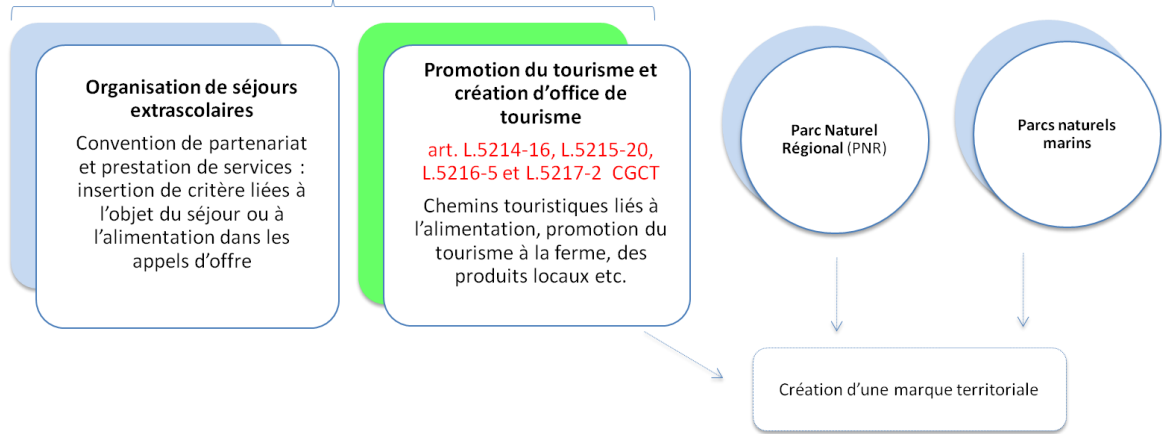 Organisation de séjours
extrascolaires
Convention de partenariat
et prestation de services :
insertion de critère liées à
l’objet du séjour ou à
l’alimentation dans les
appels d’offre
Promotion du tourisme et
création d’office de
tourisme
art. L.5214-16, L.5215-20,
L.5216-5 et L.5217-2 CGCT
Chemins touristiques liés à
l’alimentation, promotion du
tourisme à la ferme, des
produits locaux etc.
Parc Naturel
Régional (PNR)
Parcs naturels
marins
Création d’une marque territoriale